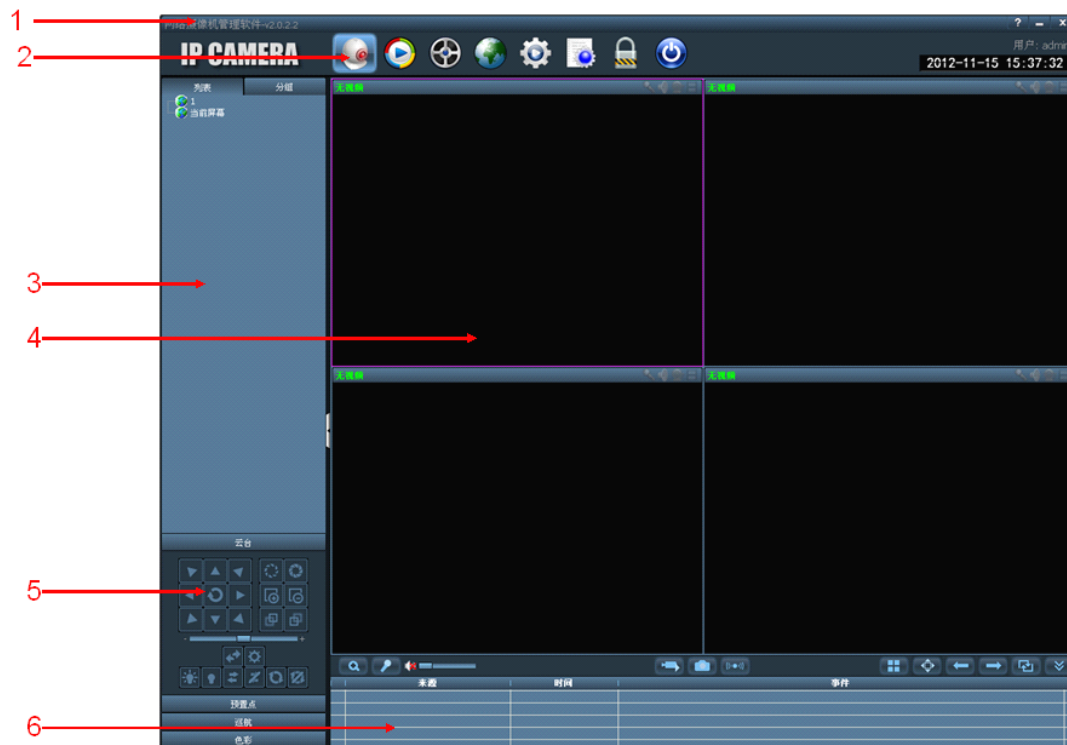 1
网络摄像机管理软件-v2.0.2.2
? – ×
2
IP CAMERA
用户: admin
2012-11-15 15:37:32
列表 分组
无视频 无视频
1
当前屏幕
3
4
无视频 无视频
云台
5
- +
来源 时间 事件
预置点
巡航
6
色彩